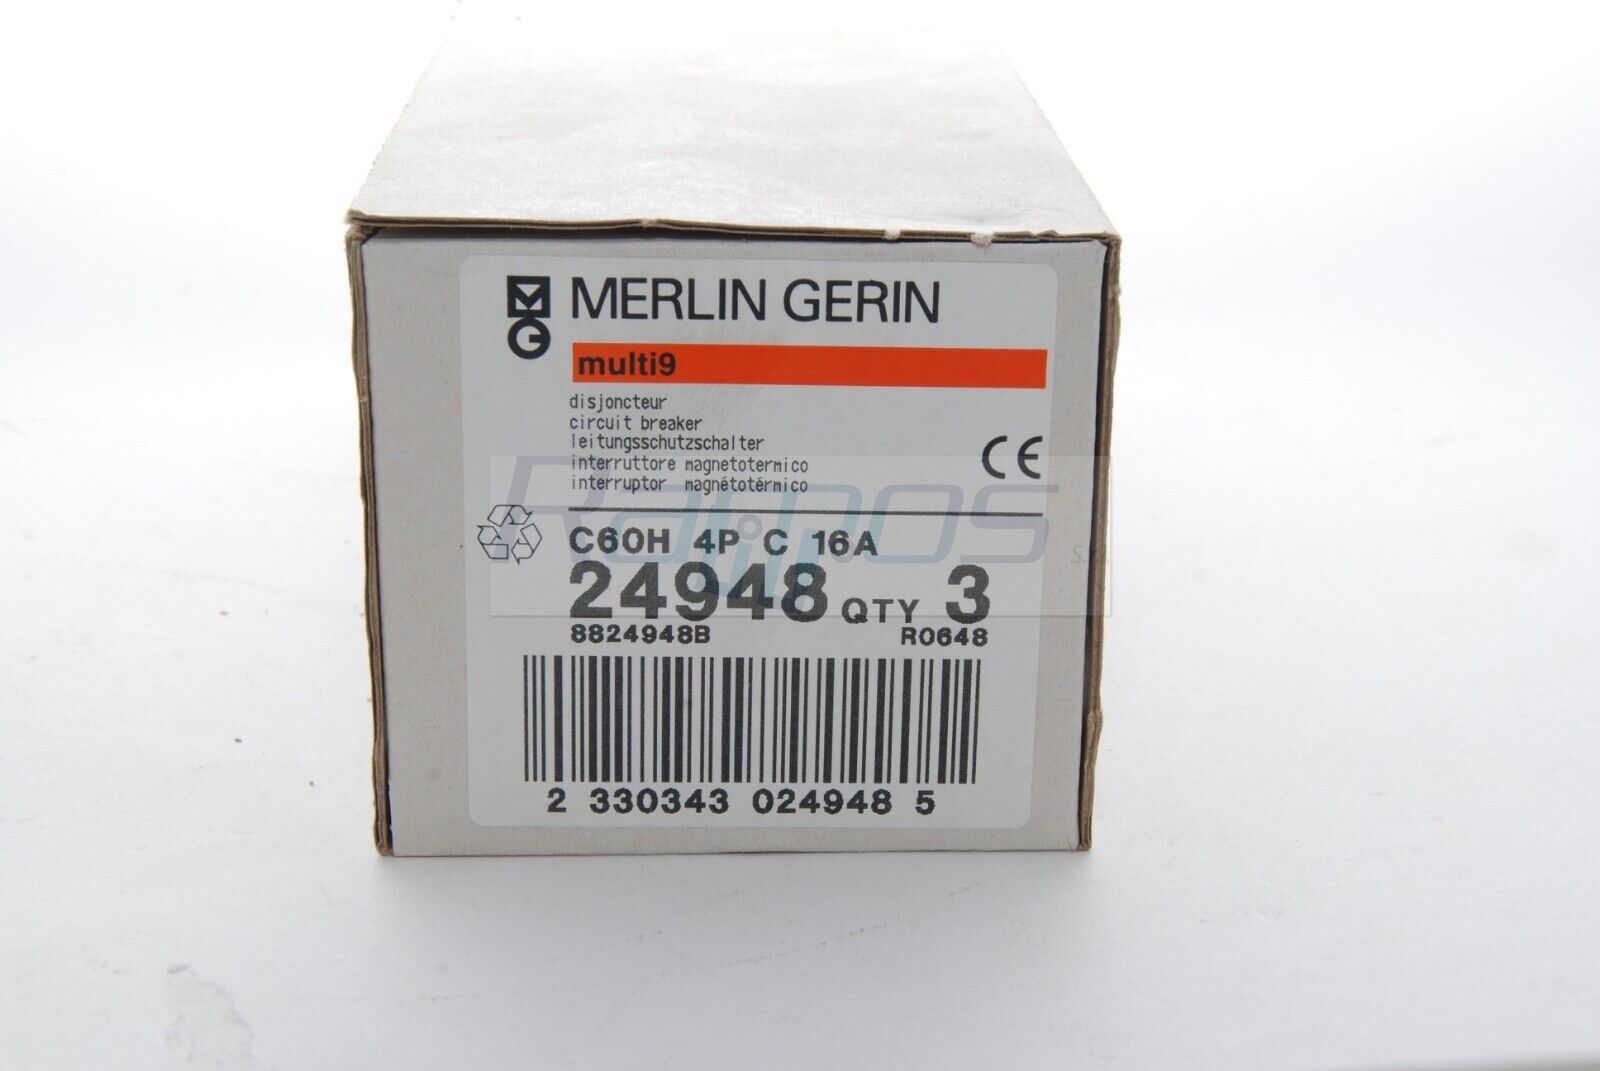 MERLIN GERIN
multi9
disjoncteur
circuit breaker
leitungsschutzschalter
interruttore magnetotermico
interruptor magnétotérmico
CE
C60H 4P C 16A
24948 QTY 3
8824948B R0648
2 330343 024948 5